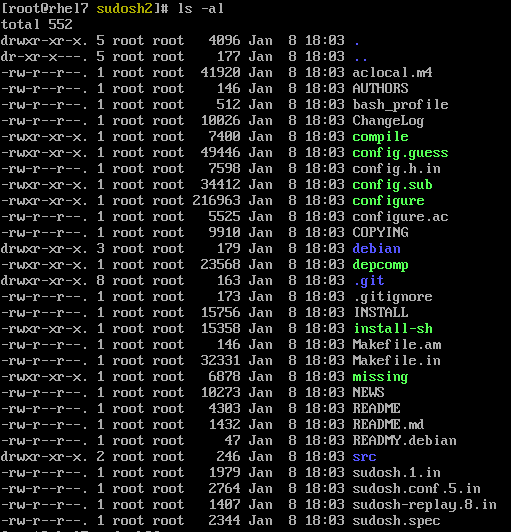 [root@rhel7 sudosh2]# ls -al
total 552
drwxr-xr-x. 5 root root   4096 Jan  8 18:03 .
dr-xr-x---. 5 root root    177 Jan  8 18:03 ..
-rw-r--r--. 1 root root  41920 Jan  8 18:03 aclocal.m4
-rw-r--r--. 1 root root    146 Jan  8 18:03 AUTHORS
-rw-r--r--. 1 root root    512 Jan  8 18:03 bash_profile
-rw-r--r--. 1 root root  10026 Jan  8 18:03 ChangeLog
-rwxr-xr-x. 1 root root   7400 Jan  8 18:03 compile
-rwxr-xr-x. 1 root root  49446 Jan  8 18:03 config.guess
-rw-r--r--. 1 root root   7598 Jan  8 18:03 config.h.in
-rwxr-xr-x. 1 root root  34412 Jan  8 18:03 config.sub
-rwxr-xr-x. 1 root root 216963 Jan  8 18:03 configure
-rw-r--r--. 1 root root   5525 Jan  8 18:03 configure.ac
-rw-r--r--. 1 root root   9910 Jan  8 18:03 COPYING
drwxr-xr-x. 3 root root    179 Jan  8 18:03 debian
-rwxr-xr-x. 1 root root  23568 Jan  8 18:03 depcomp
drwxr-xr-x. 8 root root    163 Jan  8 18:03 .git
-rw-r--r--. 1 root root    173 Jan  8 18:03 .gitignore
-rw-r--r--. 1 root root  15756 Jan  8 18:03 INSTALL
-rwxr-xr-x. 1 root root  15358 Jan  8 18:03 install-sh
-rw-r--r--. 1 root root    146 Jan  8 18:03 Makefile.am
-rw-r--r--. 1 root root  32331 Jan  8 18:03 Makefile.in
-rwxr-xr-x. 1 root root   6878 Jan  8 18:03 missing
-rw-r--r--. 1 root root  10273 Jan  8 18:03 NEWS
-rw-r--r--. 1 root root   4303 Jan  8 18:03 README
-rw-r--r--. 1 root root   1432 Jan  8 18:03 README.md
-rw-r--r--. 1 root root     47 Jan  8 18:03 READMY.debian
drwxr-xr-x. 2 root root    246 Jan  8 18:03 src
-rw-r--r--. 1 root root   1979 Jan  8 18:03 sudosh.1.in
-rw-r--r--. 1 root root   2764 Jan  8 18:03 sudosh.conf.5.in
-rw-r--r--. 1 root root   1407 Jan  8 18:03 sudosh-replay.8.in
-rw-r--r--. 1 root root   2344 Jan  8 18:03 sudosh.spec